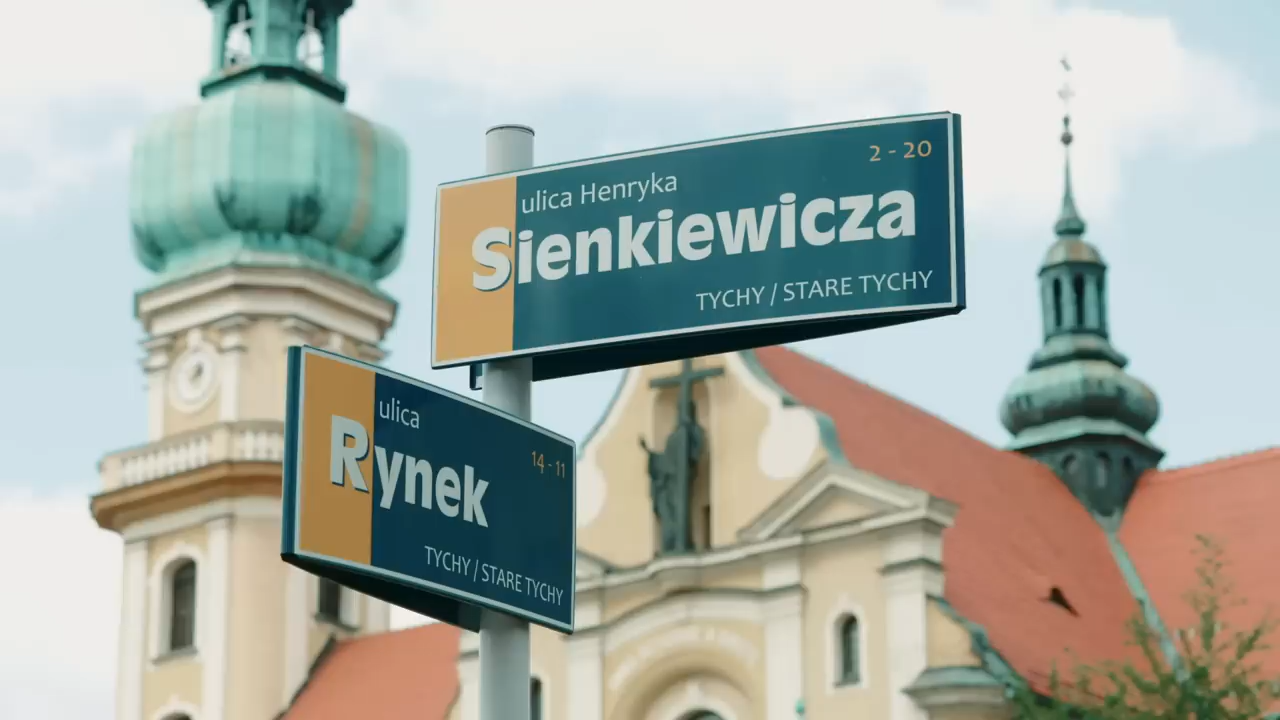 2 - 20
ulica Henryka
Sienkiewicza
TYCHY / STARE TYCHY
ulica
14 - 11
Rynek
TYCHY / STARE TYCHY